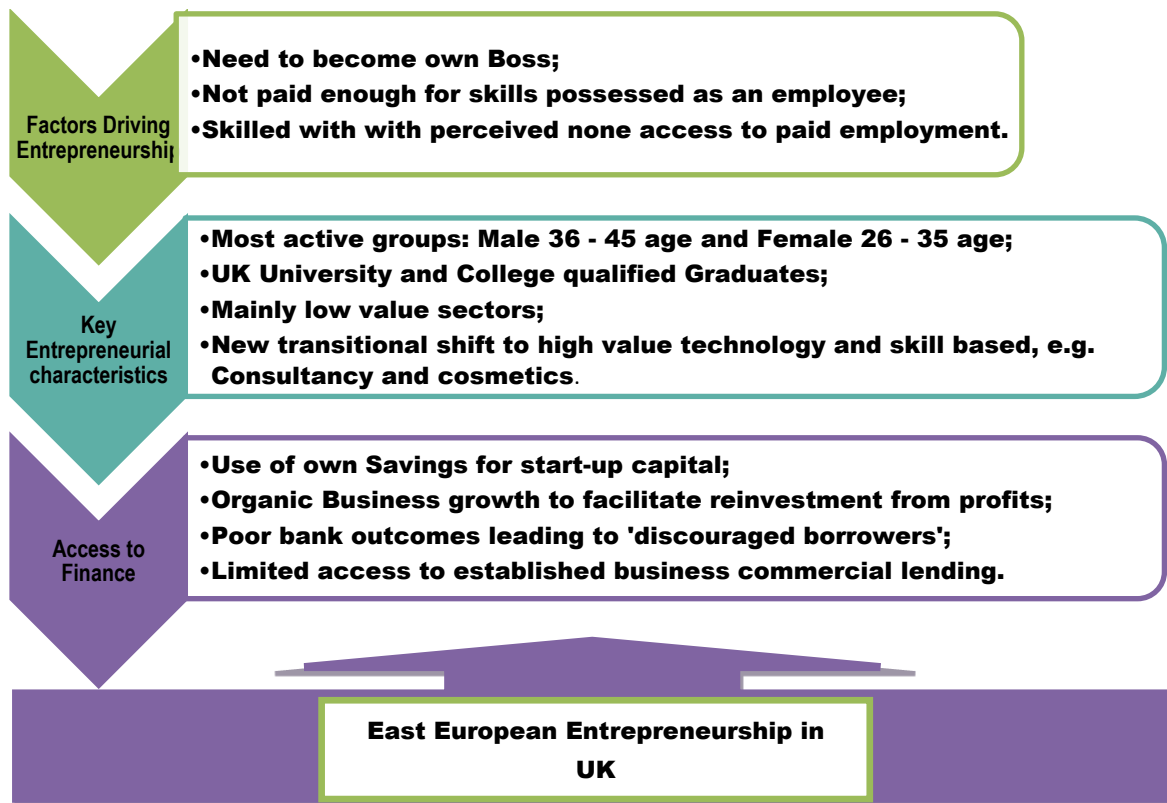 Factors Driving
Entrepreneurship
•Need to become own Boss;
•Not paid enough for skills possessed as an employee;
•Skilled with with perceived none access to paid employment.
Key
Entrepreneurial
characteristics
•Most active groups: Male 36 - 45 age and Female 26 - 35 age;
•UK University and College qualified Graduates;
•Mainly low value sectors;
•New transitional shift to high value technology and skill based, e.g.
Consultancy and cosmetics.
Access to
Finance
•Use of own Savings for start-up capital;
•Organic Business growth to facilitate reinvestment from profits;
•Poor bank outcomes leading to 'discouraged borrowers';
•Limited access to established business commercial lending.
East European Entrepreneurship in
UK